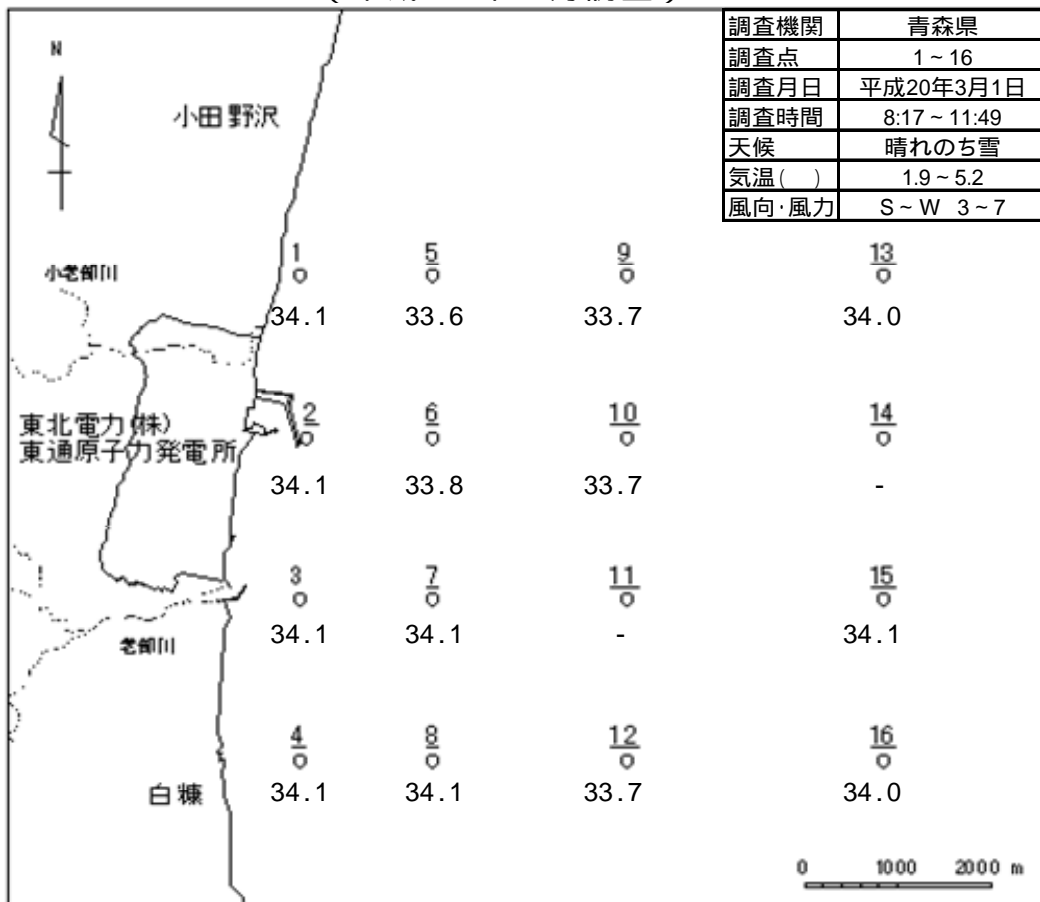 調査機関 青森県
調査点 1~16
調査月日 平成20年3月1日
調査時間 8:17~11:49
天候 晴れのち雪
気温( ) 1.9~5.2
風向・風力 S~W 3~7
N
小田野沢
小老部川
1 5 9 13
34.1 33.6 33.7 34.0
東北電力(株)
東通原子力発電所
2 6 10 14
34.1 33.8 33.7 -
3 7 11 15
34.1 34.1 - 34.1
老部川
4 8 12 16
白糠
34.1 34.1 33.7 34.0
0 1000 2000 m